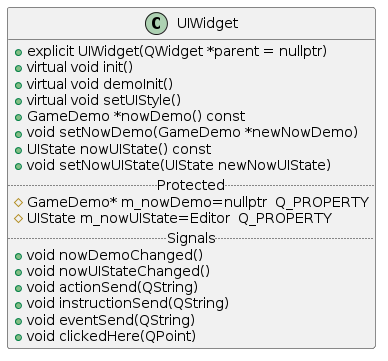 C UIWidget
explicit UIWidget(QWidget *parent = nullptr)
virtual void init()
virtual void demoInit()
virtual void setUIStyle()
GameDemo *nowDemo() const
void setNowDemo(GameDemo *newNowDemo)
UIState nowUIState() const
void setNowUIState(UIState newNowUIState)
Protected
GameDemo* m_nowDemo=nullptr  Q_PROPERTY
UIState m_nowUIState=Editor  Q_PROPERTY
Signals
void nowDemoChanged()
void nowUIStateChanged()
void actionSend(QString)
void instructionSend(QString)
void eventSend(QString)
void clickedHere(QPoint)